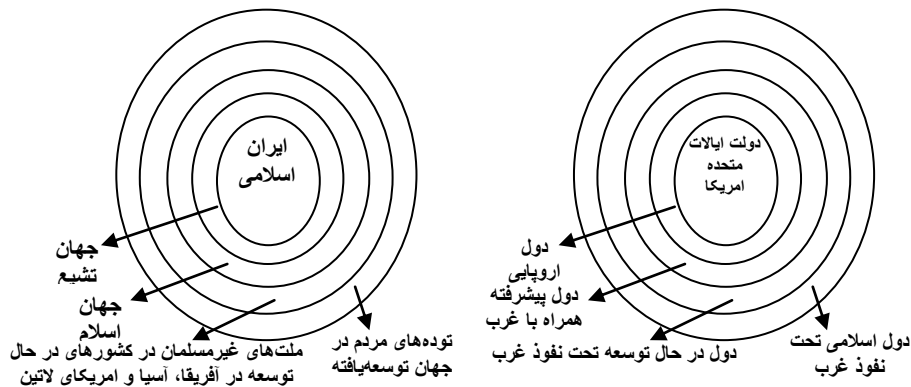 ایران
اسلامی
جهان
تشیع
جهان
اسلام
ملت‌های غیرمسلمان در کشورهای در حال
توسعه در آفریقا، آسیا و امریکای لاتین
توده‌های مردم در
جهان توسعه‌یافته
دولت ایالات
متحده
امریکا
دول
اروپایی
دول پیشرفته
همراه با غرب
دول در حال توسعه تحت نفوذ غرب
دول اسلامی تحت
نفوذ غرب